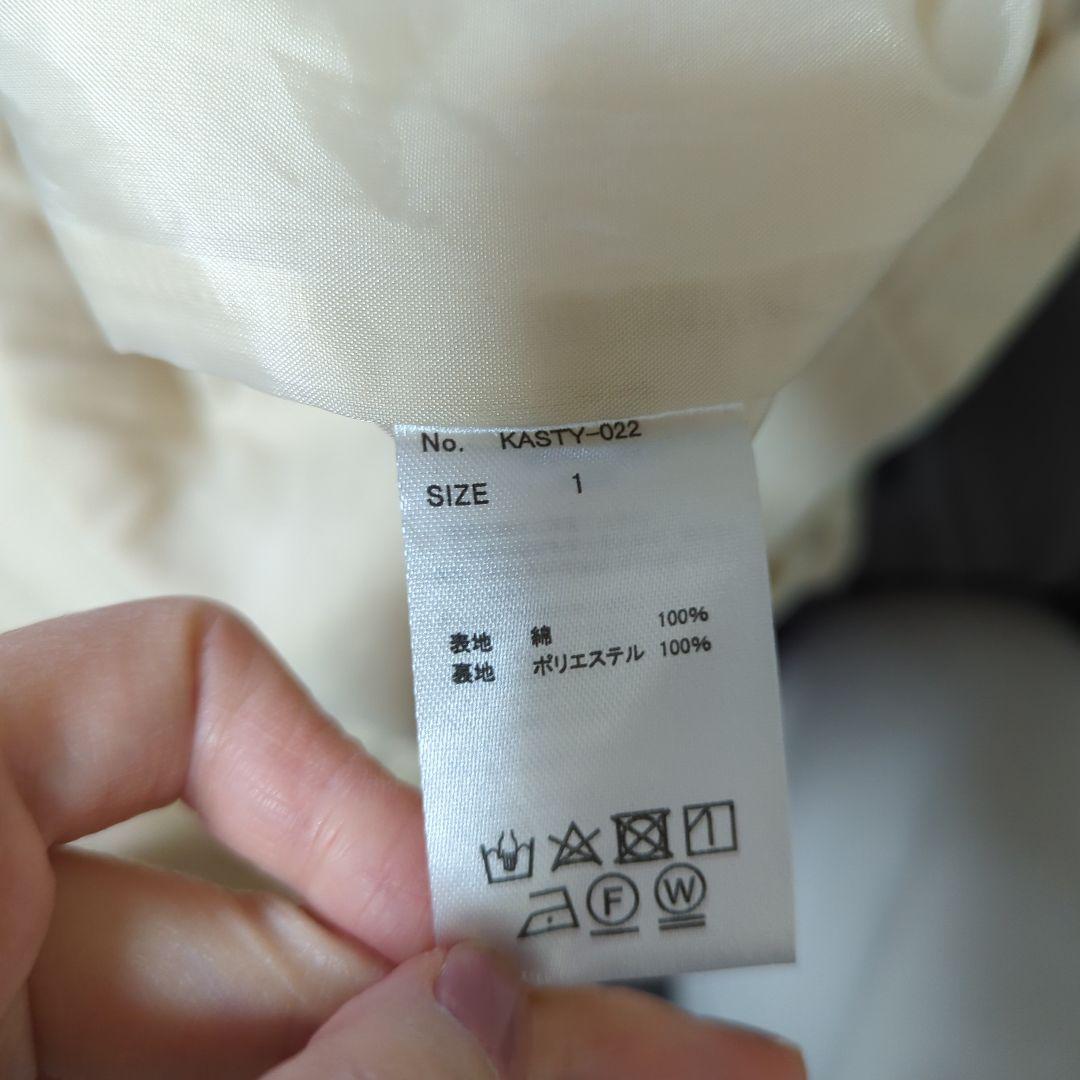 No. KASTY-022
SIZE 1
表地 綿 100%
裏地 ポリエステル 100%
F W